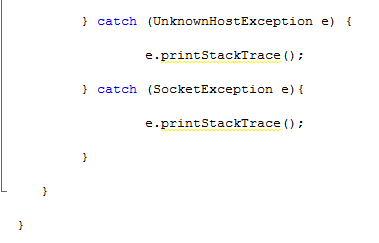 } catch (UnknownHostException e) {
e.printStackTrace();
} catch (SocketException e){
e.printStackTrace();
}
}
}